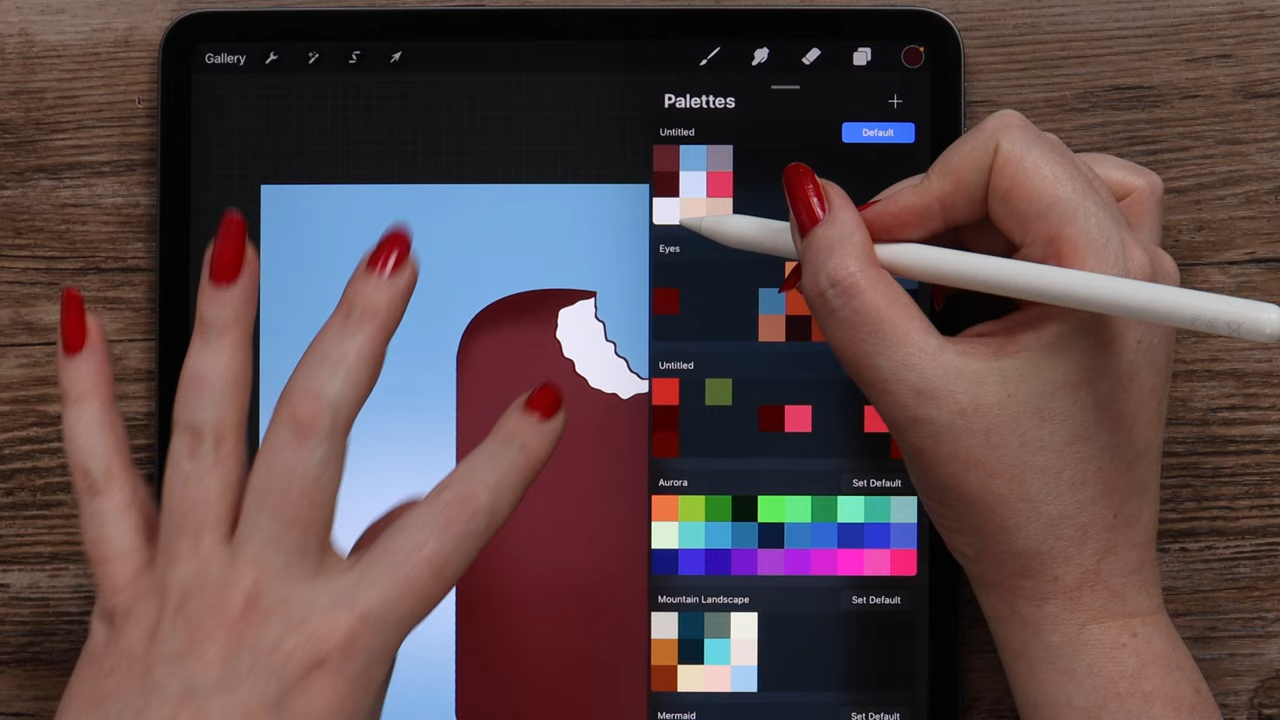 Gallery
Palettes
Untitled
Default
Eyes
Untitled
Aurora
Set Default
Mountain Landscape
Set Default
Mermaid
Set Default